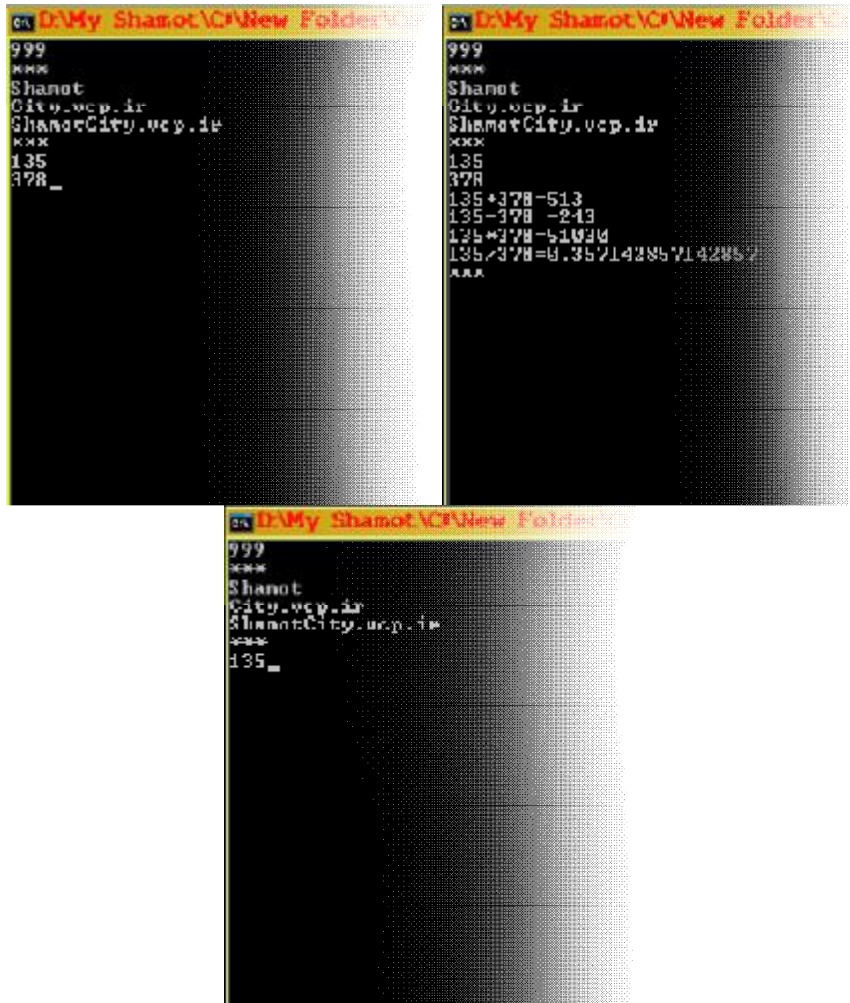 D:\My Shamot\C#\New Folder
999
***
Shamot
City.vcp.ir
ShamotCity.vcp.ir
***
135
378_
D:\My Shamot\C#\New Folder
999
***
Shamot
City.vcp.ir
ShamotCity.vcp.ir
***
135
378
135+378=513
135-378=-243
135*378=51030
135/378=0.357142857142857
***
D:\My Shamot\C#\New Folder
999
***
Shamot
City.vcp.ir
ShamotCity.vcp.ir
***
135_